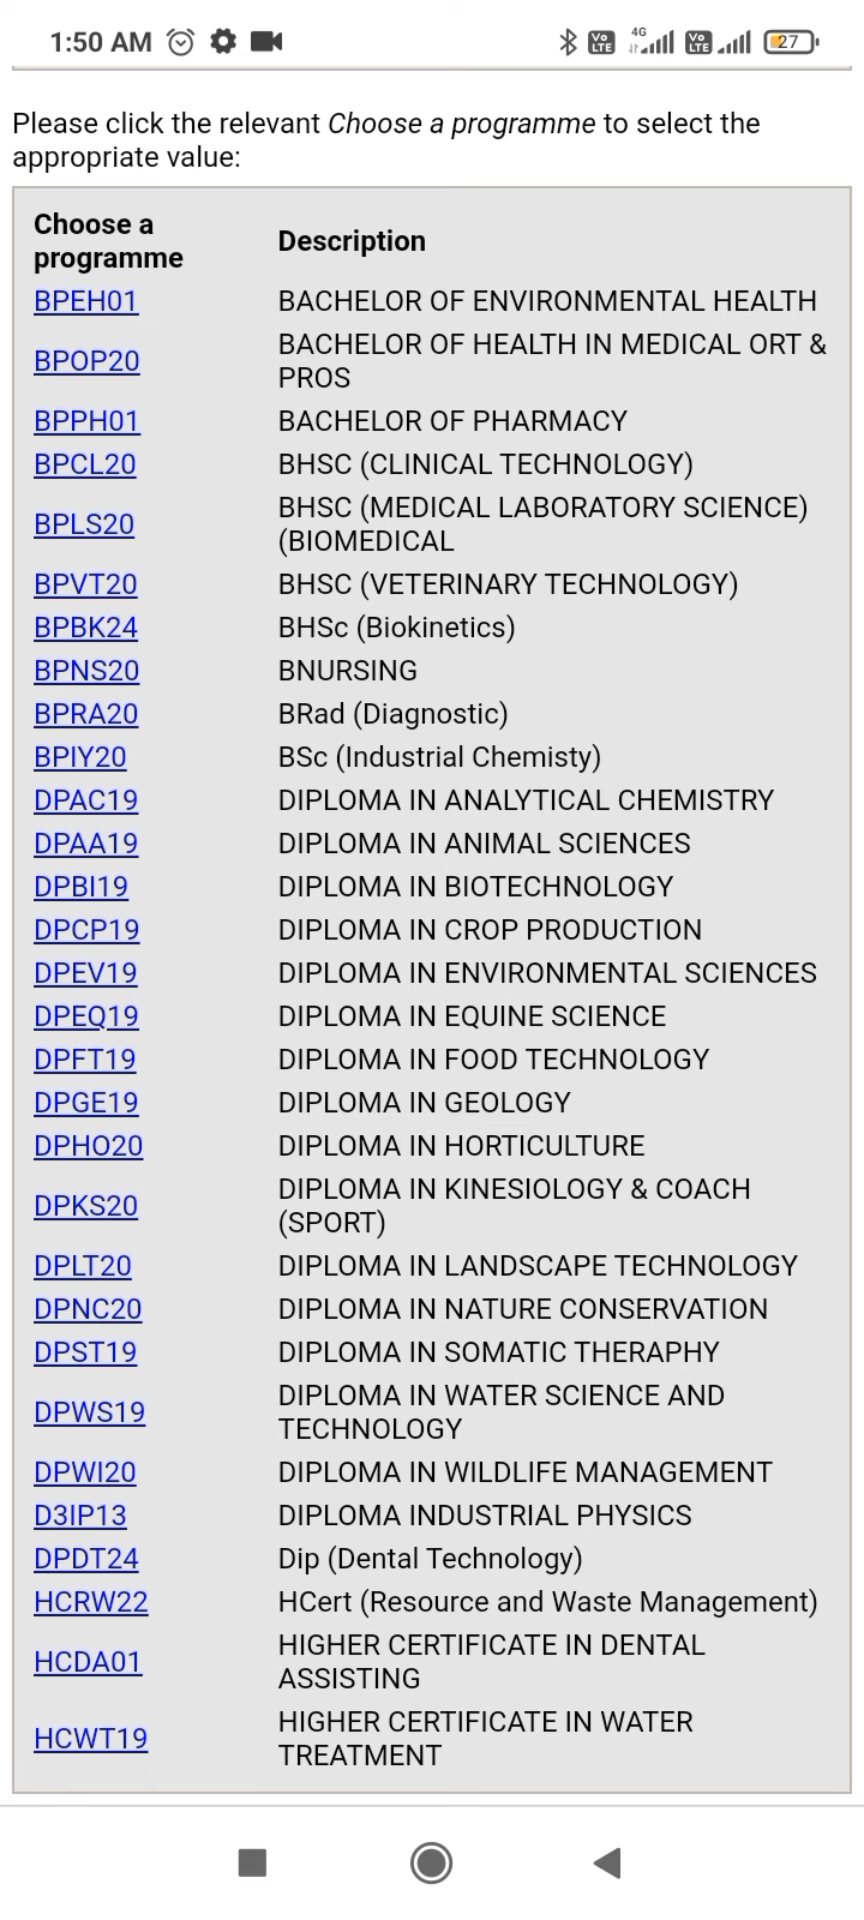 1:50 AM
Vo LTE 4G Vo LTE 27
Please click the relevant Choose a programme to select the
appropriate value:
Choose a
programme
Description
BPEH01 BACHELOR OF ENVIRONMENTAL HEALTH
BPOP20 BACHELOR OF HEALTH IN MEDICAL ORT &
PROS
BPPH01 BACHELOR OF PHARMACY
BPCL20 BHSC (CLINICAL TECHNOLOGY)
BPLS20 BHSC (MEDICAL LABORATORY SCIENCE)
(BIOMEDICAL
BPVT20 BHSC (VETERINARY TECHNOLOGY)
BPBK24 BHSc (Biokinetics)
BPNS20 BNURSING
BPRA20 BRad (Diagnostic)
BPIY20 BSc (Industrial Chemisty)
DPAC19 DIPLOMA IN ANALYTICAL CHEMISTRY
DPAA19 DIPLOMA IN ANIMAL SCIENCES
DPBI19 DIPLOMA IN BIOTECHNOLOGY
DPCP19 DIPLOMA IN CROP PRODUCTION
DPEV19 DIPLOMA IN ENVIRONMENTAL SCIENCES
DPEQ19 DIPLOMA IN EQUINE SCIENCE
DPFT19 DIPLOMA IN FOOD TECHNOLOGY
DPGE19 DIPLOMA IN GEOLOGY
DPHO20 DIPLOMA IN HORTICULTURE
DPKS20 DIPLOMA IN KINESIOLOGY & COACH
(SPORT)
DPLT20 DIPLOMA IN LANDSCAPE TECHNOLOGY
DPNC20 DIPLOMA IN NATURE CONSERVATION
DPST19 DIPLOMA IN SOMATIC THERAPHY
DPWS19 DIPLOMA IN WATER SCIENCE AND
TECHNOLOGY
DPWI20 DIPLOMA IN WILDLIFE MANAGEMENT
D3IP13 DIPLOMA INDUSTRIAL PHYSICS
DPDT24 Dip (Dental Technology)
HCRW22 HCert (Resource and Waste Management)
HCDA01 HIGHER CERTIFICATE IN DENTAL
ASSISTING
HCWT19 HIGHER CERTIFICATE IN WATER
TREATMENT